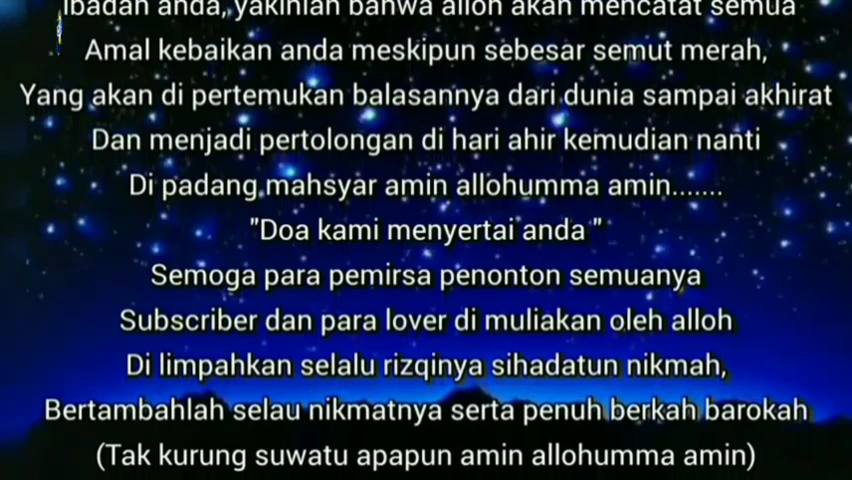 ibadah anda, yakinlah bahwa alloh akan mencatat semua
Amal kebaikan anda meskipun sebesar semut merah,
Yang akan di pertemukan balasannya dari dunia sampai akhirat
Dan menjadi pertolongan di hari ahir kemudian nanti
Di padang mahsyar amin allohumma amin.......
"Doa kami menyertai anda "
Semoga para pemirsa penonton semuanya
Subscriber dan para lover di muliakan oleh alloh
Di limpahkan selalu rizqinya sihadatun nikmah,
Bertambahlah selau nikmatnya serta penuh berkah barokah
(Tak kurung suwatu apapun amin allohumma amin)